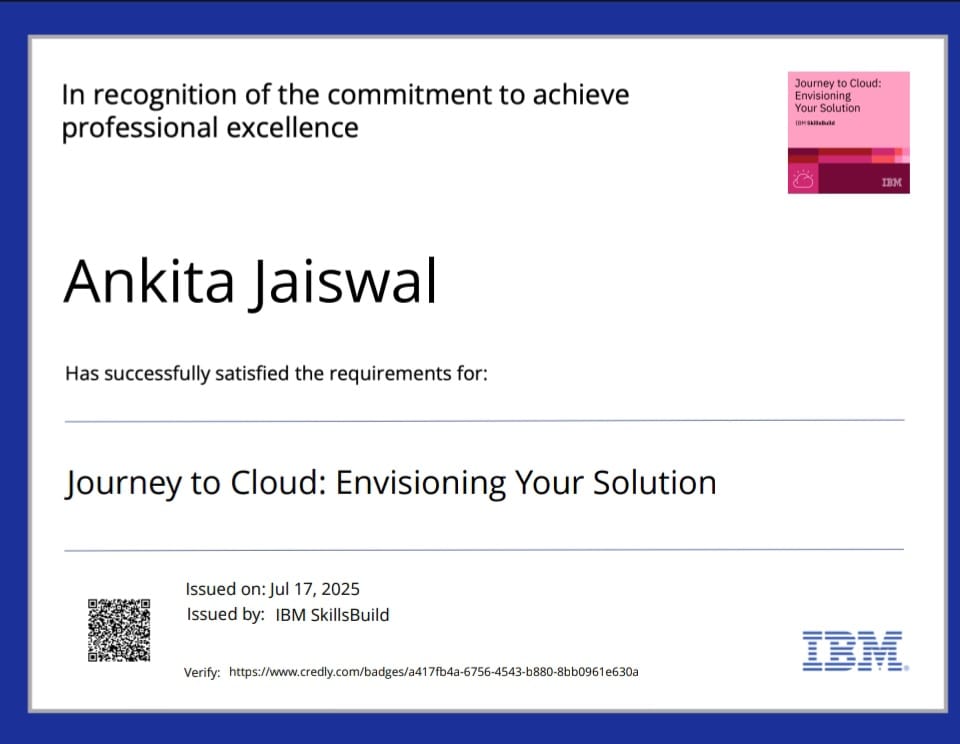 In recognition of the commitment to achieve
professional excellence
Journey to Cloud:
Envisioning
Your Solution
IBM SkillsBuild
IBM
Ankita Jaiswal
Has successfully satisfied the requirements for:
Journey to Cloud: Envisioning Your Solution
Issued on: Jul 17, 2025
Issued by: IBM SkillsBuild
IBM®
Verify: https://www.credly.com/badges/a417fb4a-6756-4543-b880-8bb0961e630a